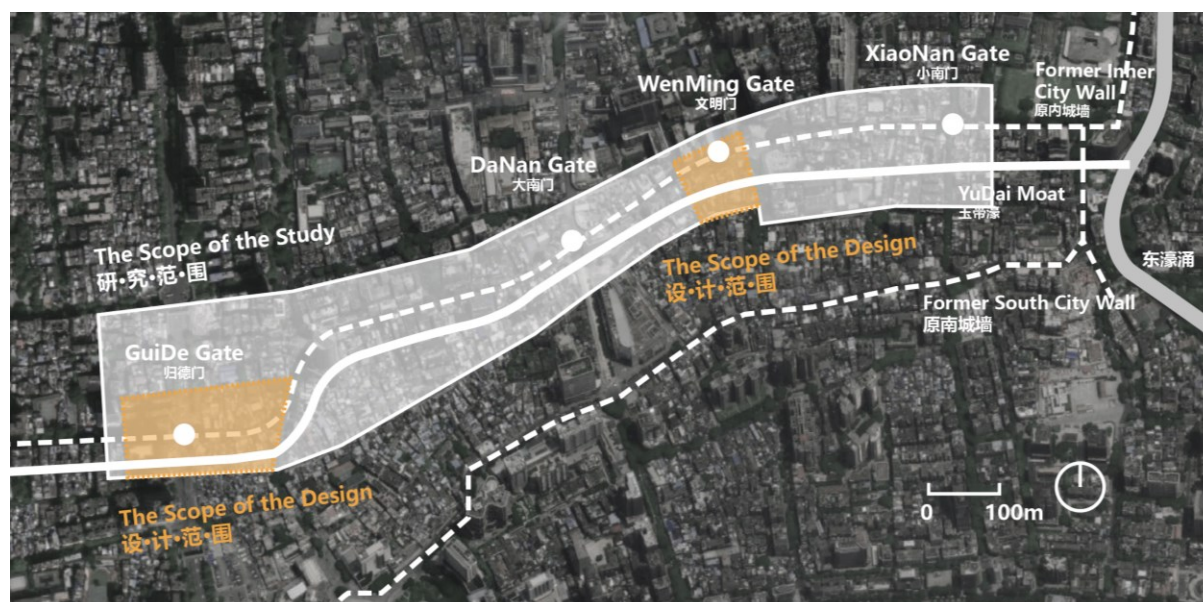 XiaoNan Gate
小南门
Former Inner
City Wall
原内城墙
WenMing Gate
文明门
DaNan Gate
大南门
YuDai Moat
玉带濠
The Scope of the Study
研·究·范·围
The Scope of the Design
设·计·范·围
东濠涌
Former South City Wall
原南城墙
GuiDe Gate
归德门
The Scope of the Design
设·计·范·围
0 100m